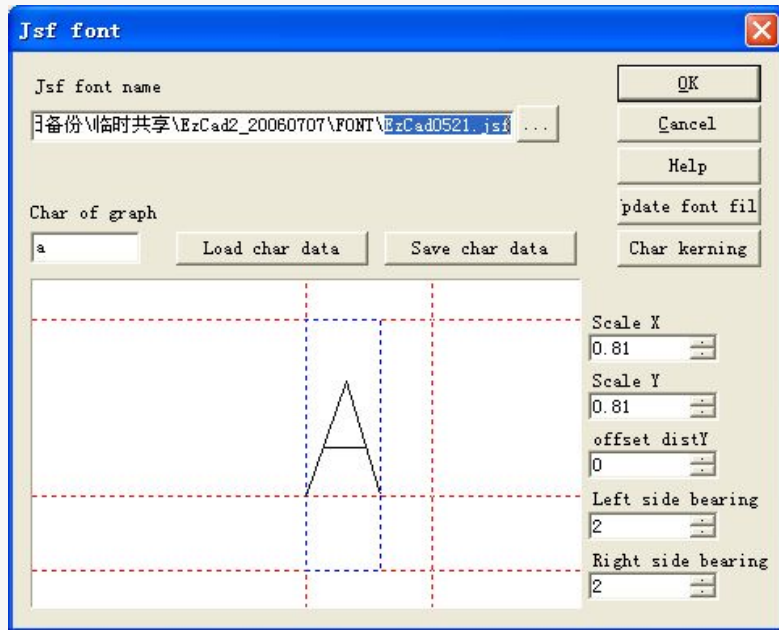 Jsf font
Jsf font name
OK
备份\临时共享\EzCad2_20060707\FONT\EzCad0521.jsf ...
Cancel
Help
Char of graph
pdate font fil
a
Load char data
Save char data
Char kerning
Scale X
0.81
Scale Y
0.81
offset distY
0
Left side bearing
2
Right side bearing
2
A